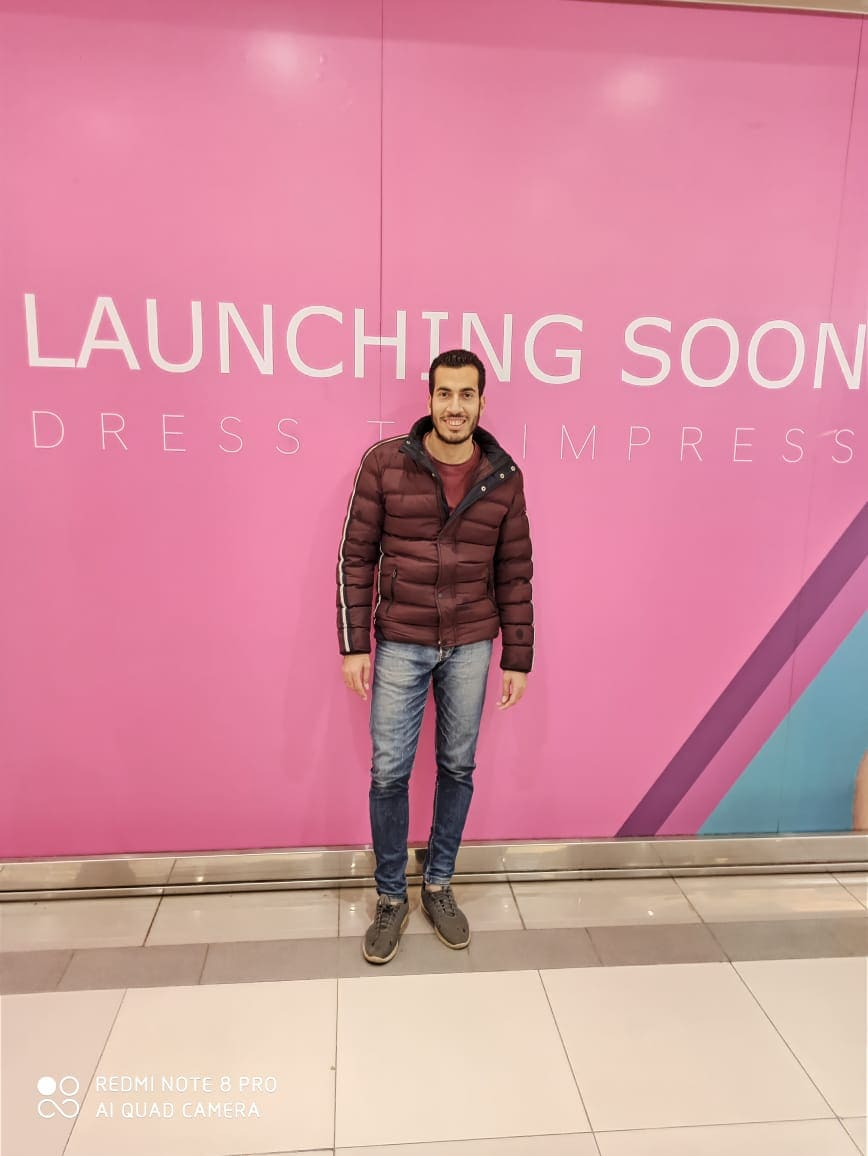 LAUNCHING SOON
DRESS T IMPRESS
REDMI NOTE 8 PRO
AI QUAD CAMERA